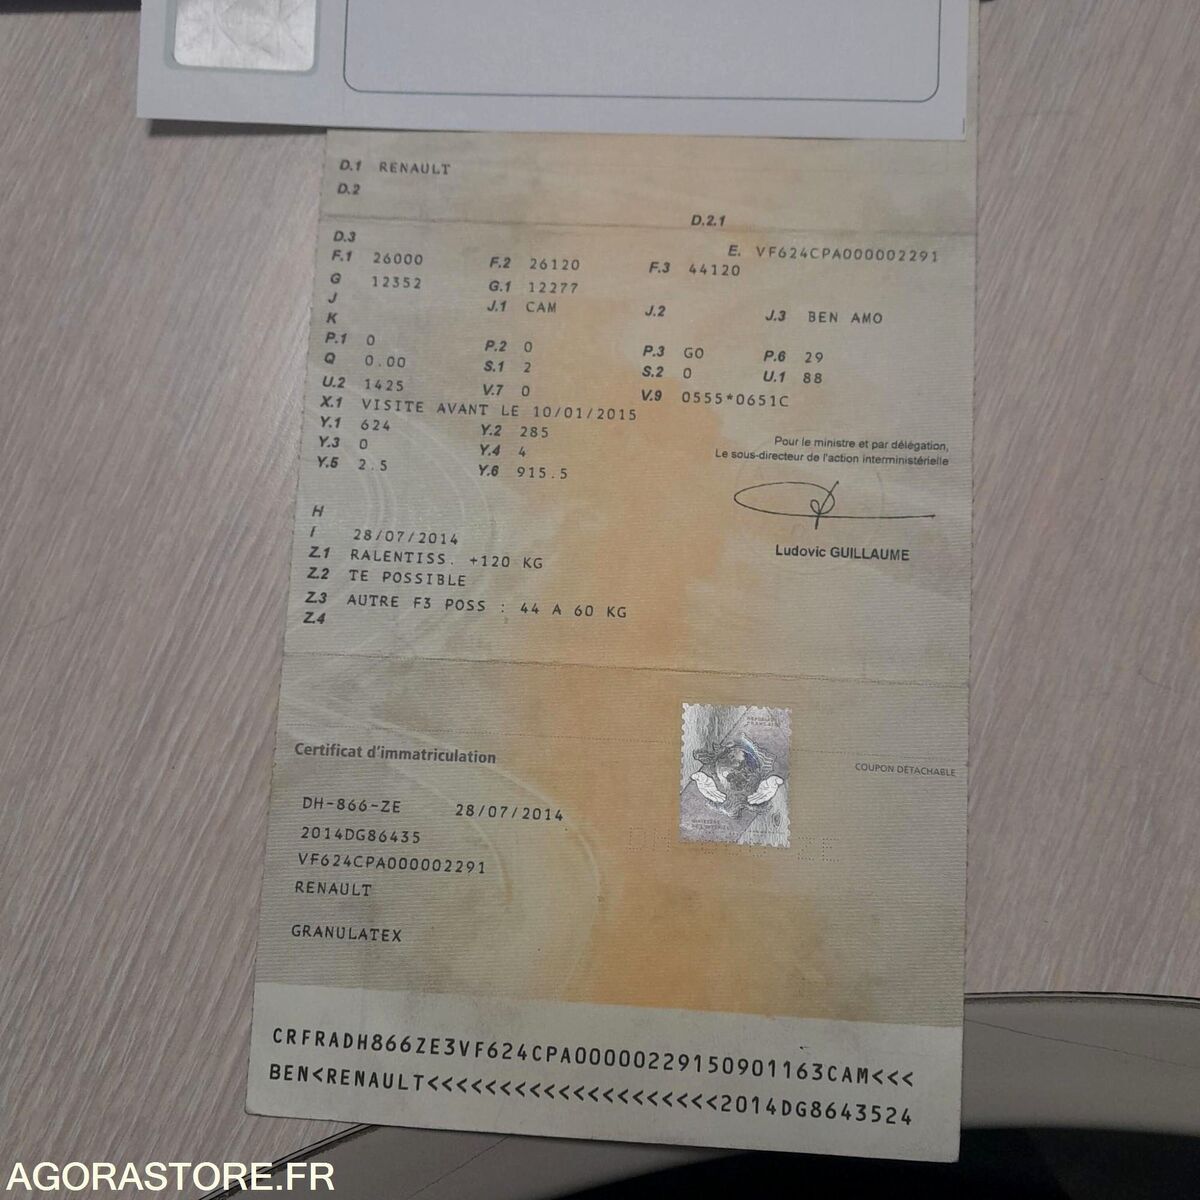 D.1 RENAULT
D.2
D.2.1
D.3
E. VF624CPA000002291
F.1 26000 F.2 26120 F.3 44120
G 12352 G.1 12277
J J.1 CAM J.2 J.3 BEN AMO
K
P.1 0 P.2 0 P.3 GO P.6 29
Q 0.00 S.1 2 S.2 0 U.1 88
U.2 1425 V.7 0 V.9 0555*0651C
X.1 VISITE AVANT LE 10/01/2015
Y.1 624 Y.2 285
Y.3 0 Y.4 4
Y.5 2.5 Y.6 915.5
Pour le ministre et par délégation,
Le sous-directeur de l'action interministérielle
Ludovic GUILLAUME
H
I 28/07/2014
Z.1 RALENTISS. +120 KG
Z.2 TE POSSIBLE
Z.3 AUTRE F3 POSS : 44 A 60 KG
Z.4
RÉPUBLIQUE
FRANÇAISE
Certificat d'immatriculation
COUPON DÉTACHABLE
DH-866-ZE 28/07/2014
2014DG86435
VF624CPA000002291
RENAULT
GRANULATEX
CRFRADH866ZE3VF624CPA00000229150901163CAM<<<
BEN<RENAULT<<<<<<<<<<<<<<<<<<<<<2014DG8643524
AGORASTORE.FR